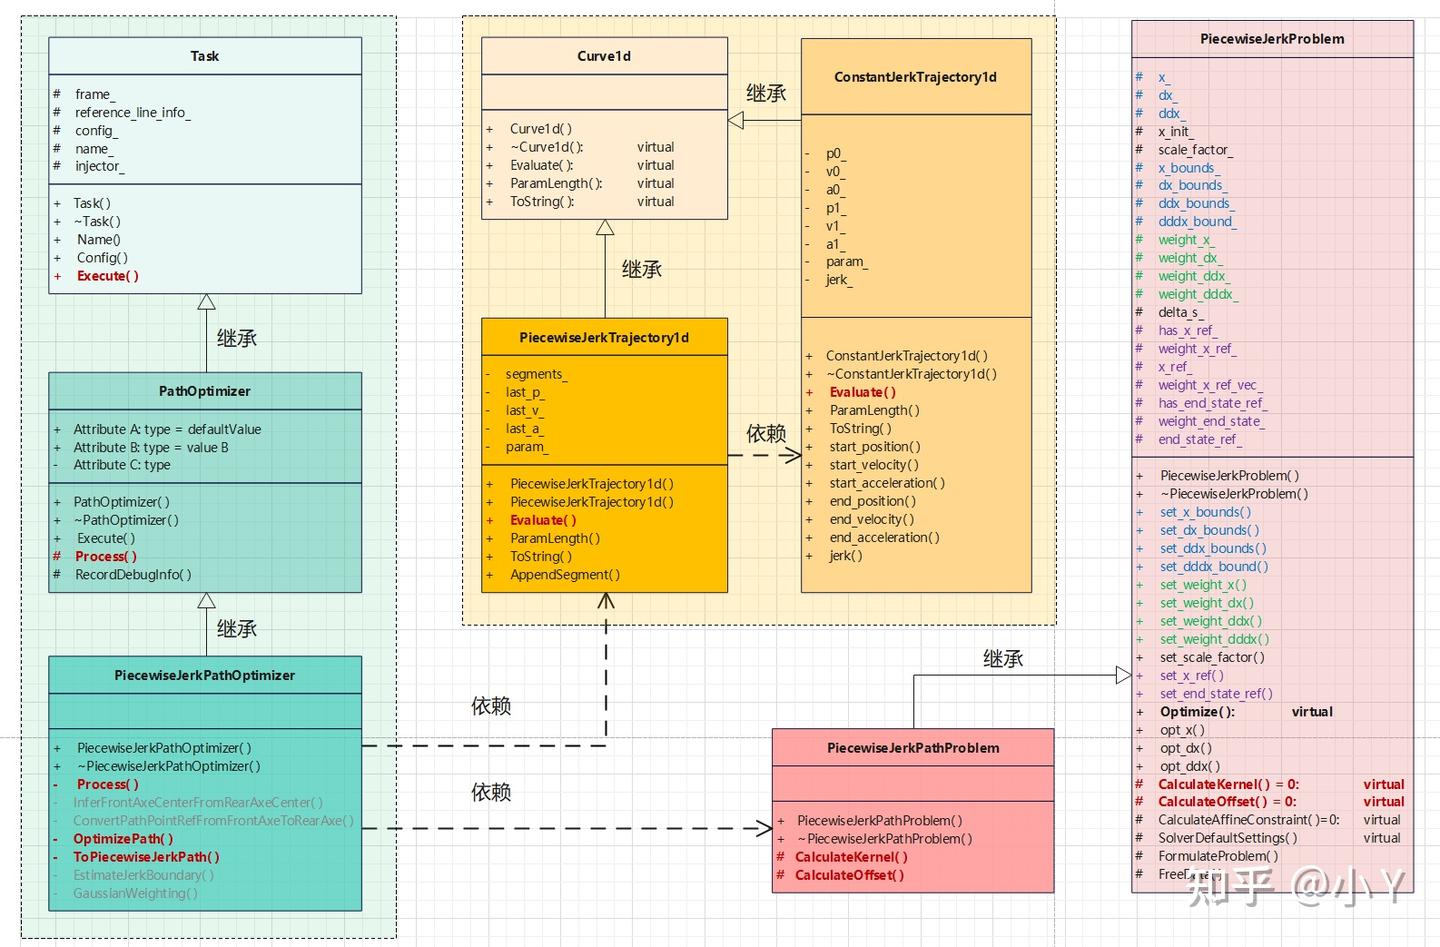 Task
# frame_
# reference_line_info_
# config_
# name_
# injector_
+ Task()
+ ~Task()
+ Name()
+ Config()
+ Execute()
继承
PathOptimizer
+ Attribute A: type = defaultValue
+ Attribute B: type = value B
- Attribute C: type
+ PathOptimizer()
+ ~PathOptimizer()
+ Execute()
# Process()
# RecordDebugInfo()
继承
PiecewiseJerkPathOptimizer
+ PiecewiseJerkPathOptimizer()
+ ~PiecewiseJerkPathOptimizer()
- Process()
- InferFrontAxeCenterFromRearAxeCenter()
- ConvertPathPointRefFromFrontAxeToRearAxe()
- OptimizePath()
- ToPiecewiseJerkPath()
- EstimateJerkBoundary()
- GaussianWeighting()
Curve1d
+ Curve1d()
+ ~Curve1d(): virtual
+ Evaluate(): virtual
+ ParamLength(): virtual
+ ToString(): virtual
继承
继承
PiecewiseJerkTrajectory1d
- segments_
- last_p_
- last_v_
- last_a_
- param_
+ PiecewiseJerkTrajectory1d()
+ PiecewiseJerkTrajectory1d()
+ Evaluate()
+ ParamLength()
+ ToString()
+ AppendSegment()
依赖
ConstantJerkTrajectory1d
- p0_
- v0_
- a0_
- p1_
- v1_
- a1_
- param_
- jerk_
+ ConstantJerkTrajectory1d()
+ ~ConstantJerkTrajectory1d()
+ Evaluate()
+ ParamLength()
+ ToString()
+ start_position()
+ start_velocity()
+ start_acceleration()
+ end_position()
+ end_velocity()
+ end_acceleration()
+ jerk()
依赖
依赖
继承
PiecewiseJerkPathProblem
+ PiecewiseJerkPathProblem()
+ ~PiecewiseJerkPathProblem()
# CalculateKernel()
# CalculateOffset()
PiecewiseJerkProblem
# x_
# dx_
# ddx_
# x_init_
# scale_factor_
# x_bounds_
# dx_bounds_
# ddx_bounds_
# dddx_bound_
# weight_x_
# weight_dx_
# weight_ddx_
# weight_dddx_
# delta_s_
# has_x_ref_
# weight_x_ref_
# x_ref_
# weight_x_ref_vec_
# has_end_state_ref_
# weight_end_state_
# end_state_ref_
+ PiecewiseJerkProblem()
+ ~PiecewiseJerkProblem()
+ set_x_bounds()
+ set_dx_bounds()
+ set_ddx_bounds()
+ set_dddx_bound()
+ set_weight_x()
+ set_weight_dx()
+ set_weight_ddx()
+ set_weight_dddx()
+ set_scale_factor()
+ set_x_ref()
+ set_end_state_ref()
+ Optimize(): virtual
+ opt_x()
+ opt_dx()
+ opt_ddx()
# CalculateKernel() = 0: virtual
# CalculateOffset() = 0: virtual
# CalculateAffineConstraint()=0: virtual
# SolverDefaultSettings() virtual
# FormulateProblem()
# FreeData()
知乎 @小Y